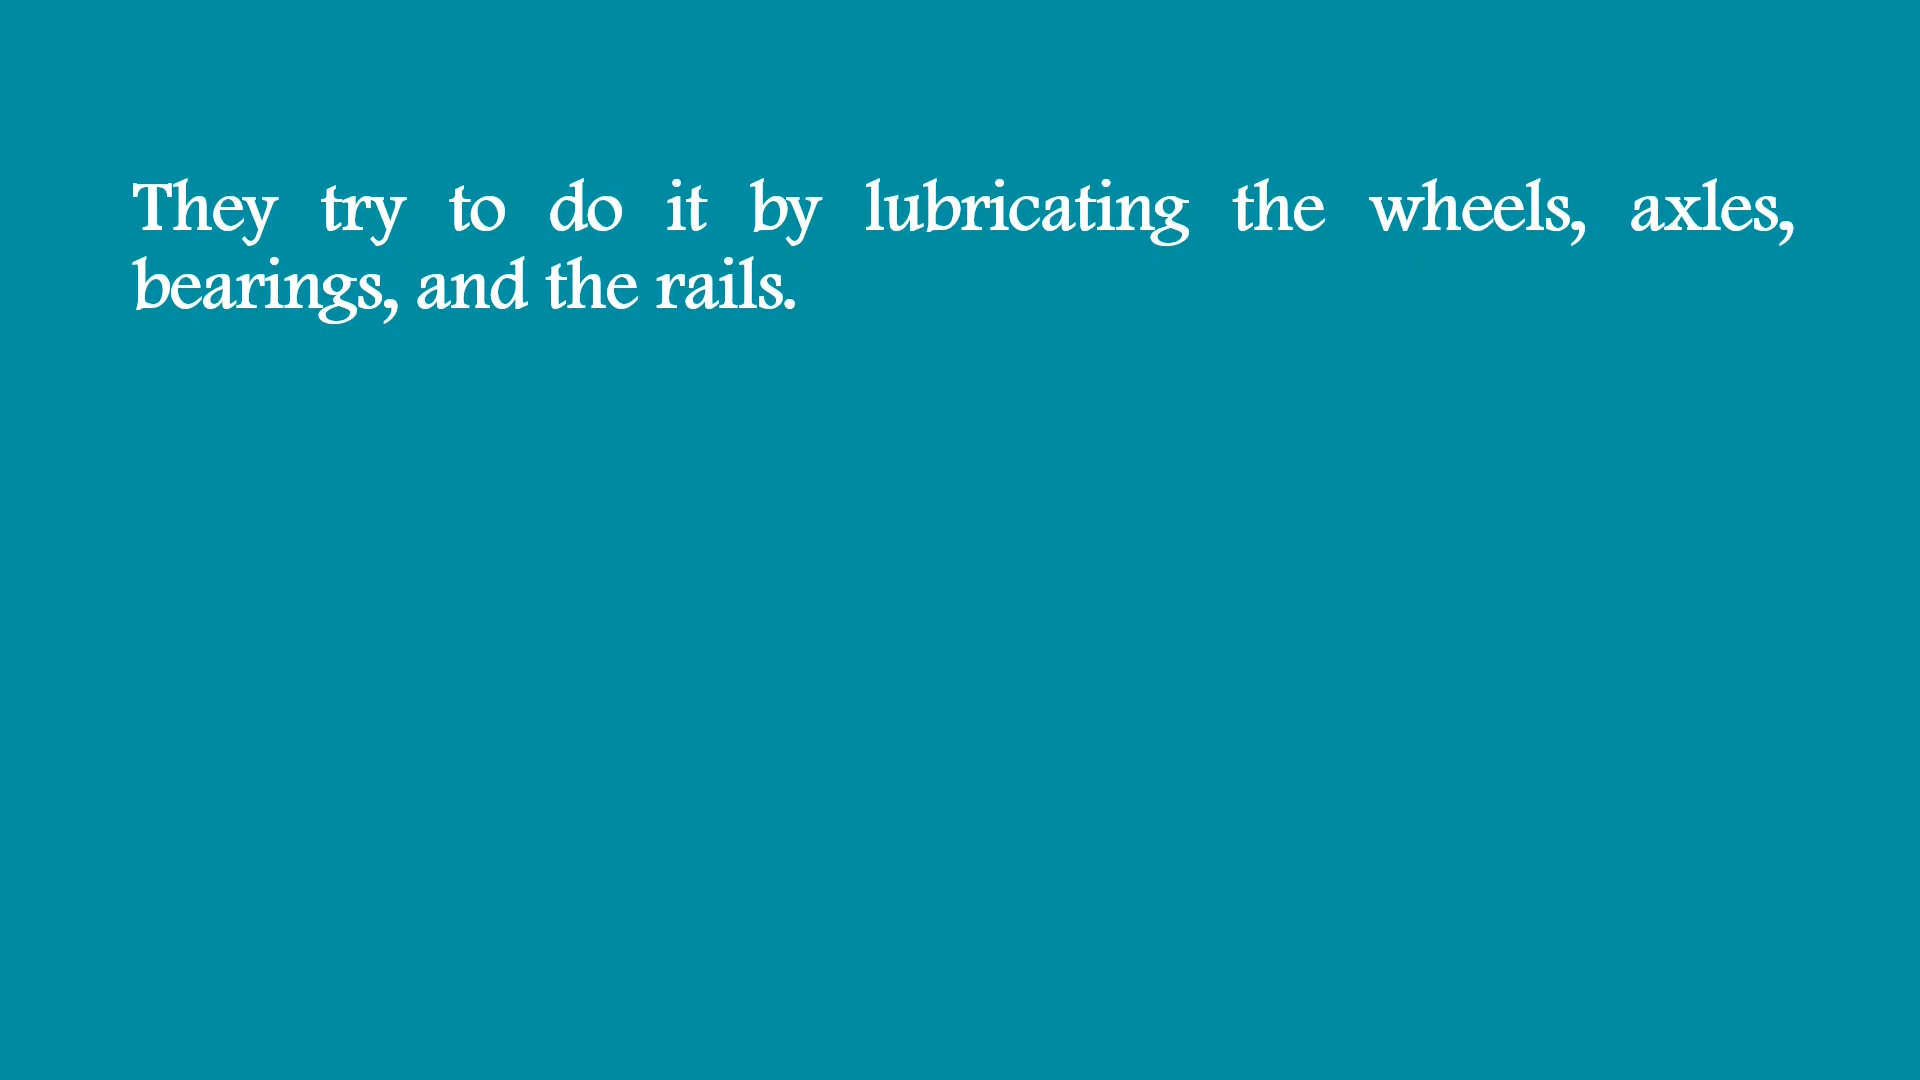 They try to do it by lubricating the wheels, axles,
bearings, and the rails.